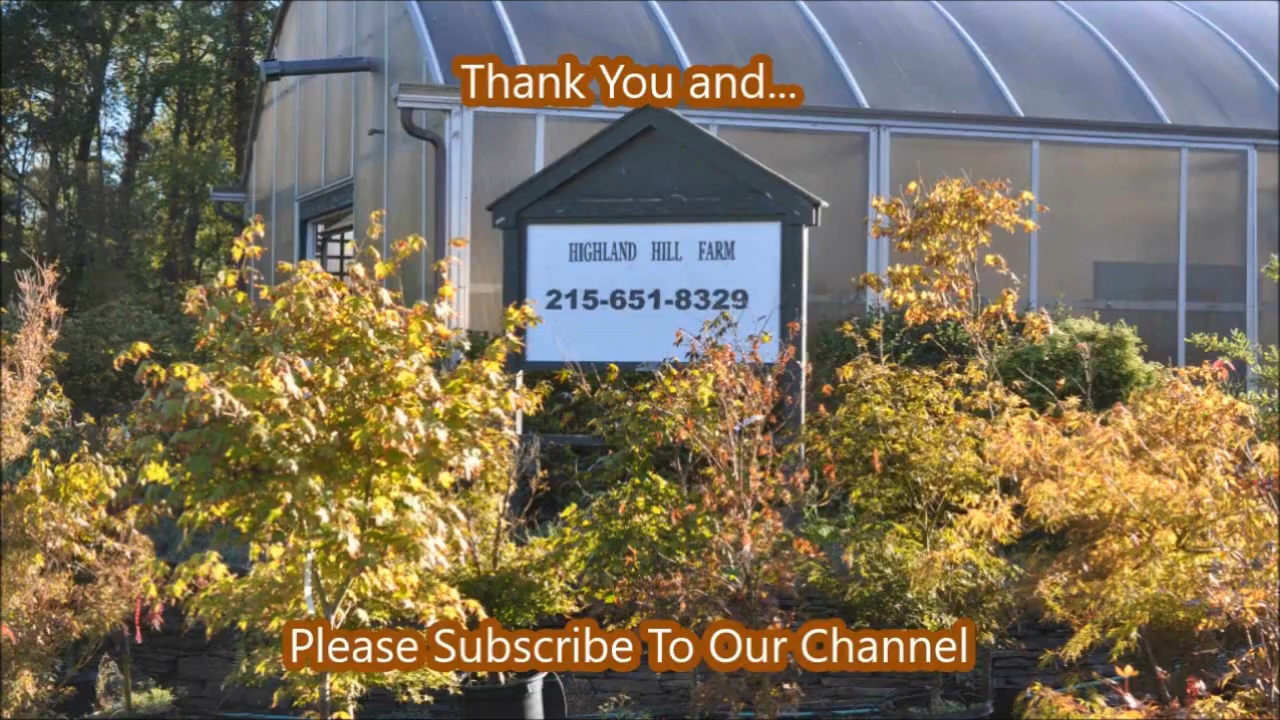 Thank You and...
HIGHLAND HILL FARM
215-651-8329
Please Subscribe To Our Channel